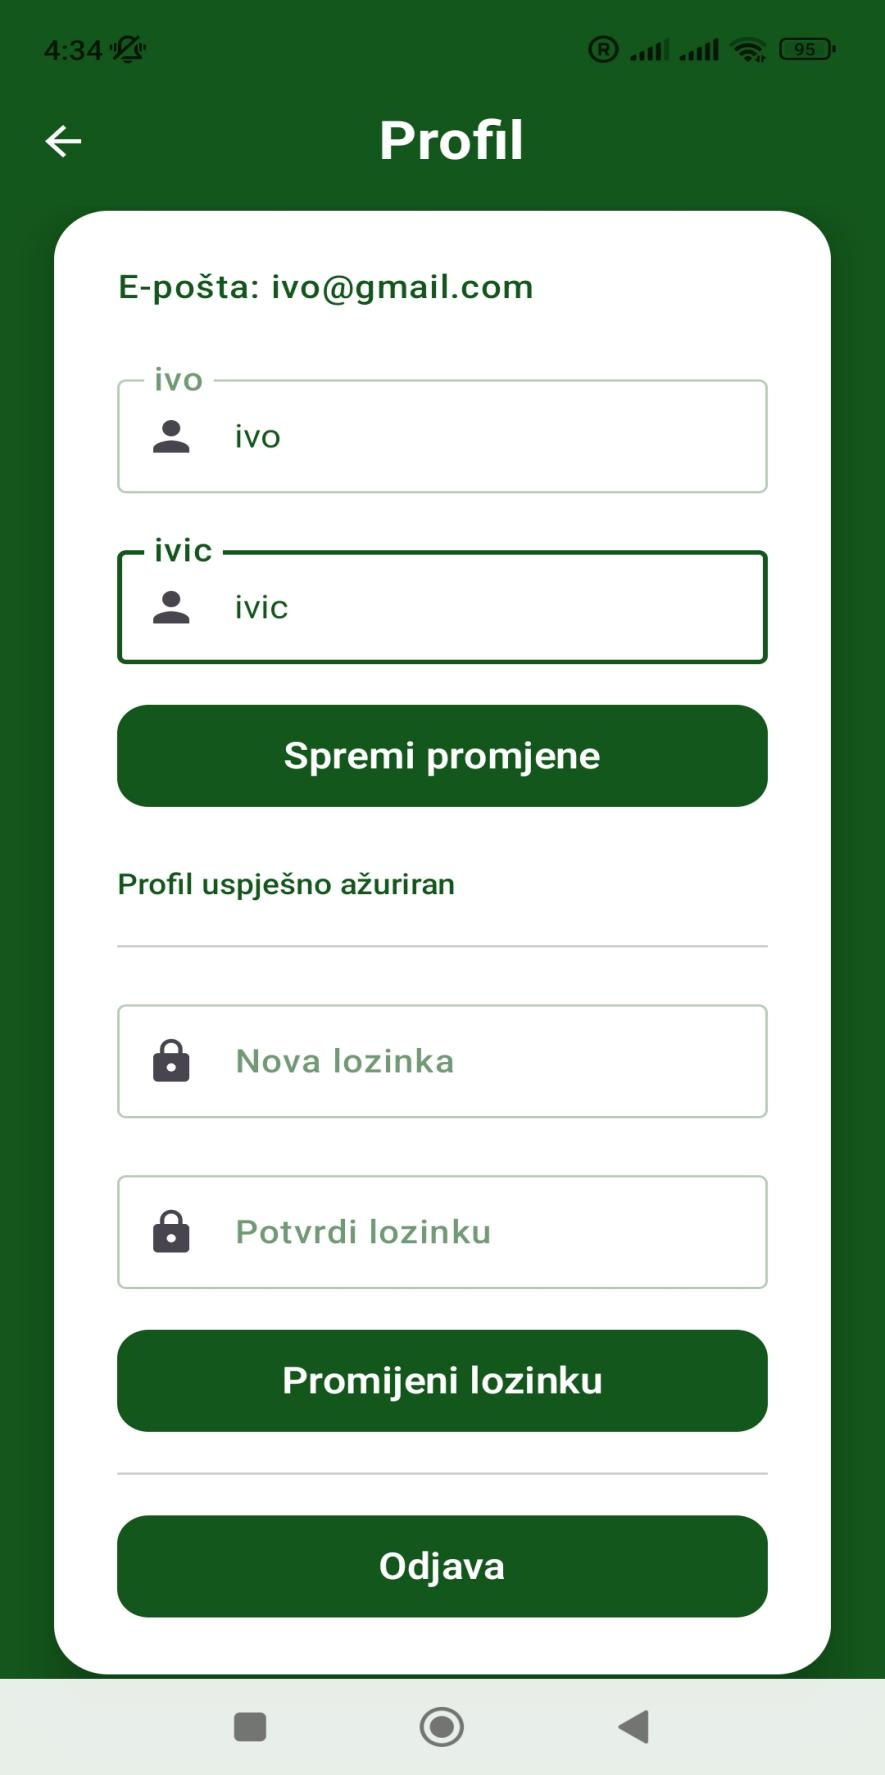 4:34
R
95
Profil
E-pošta: ivo@gmail.com
ivo
ivo
ivic
ivic
Spremi promjene
Profil uspješno ažuriran
Nova lozinka
Potvrdi lozinku
Promijeni lozinku
Odjava